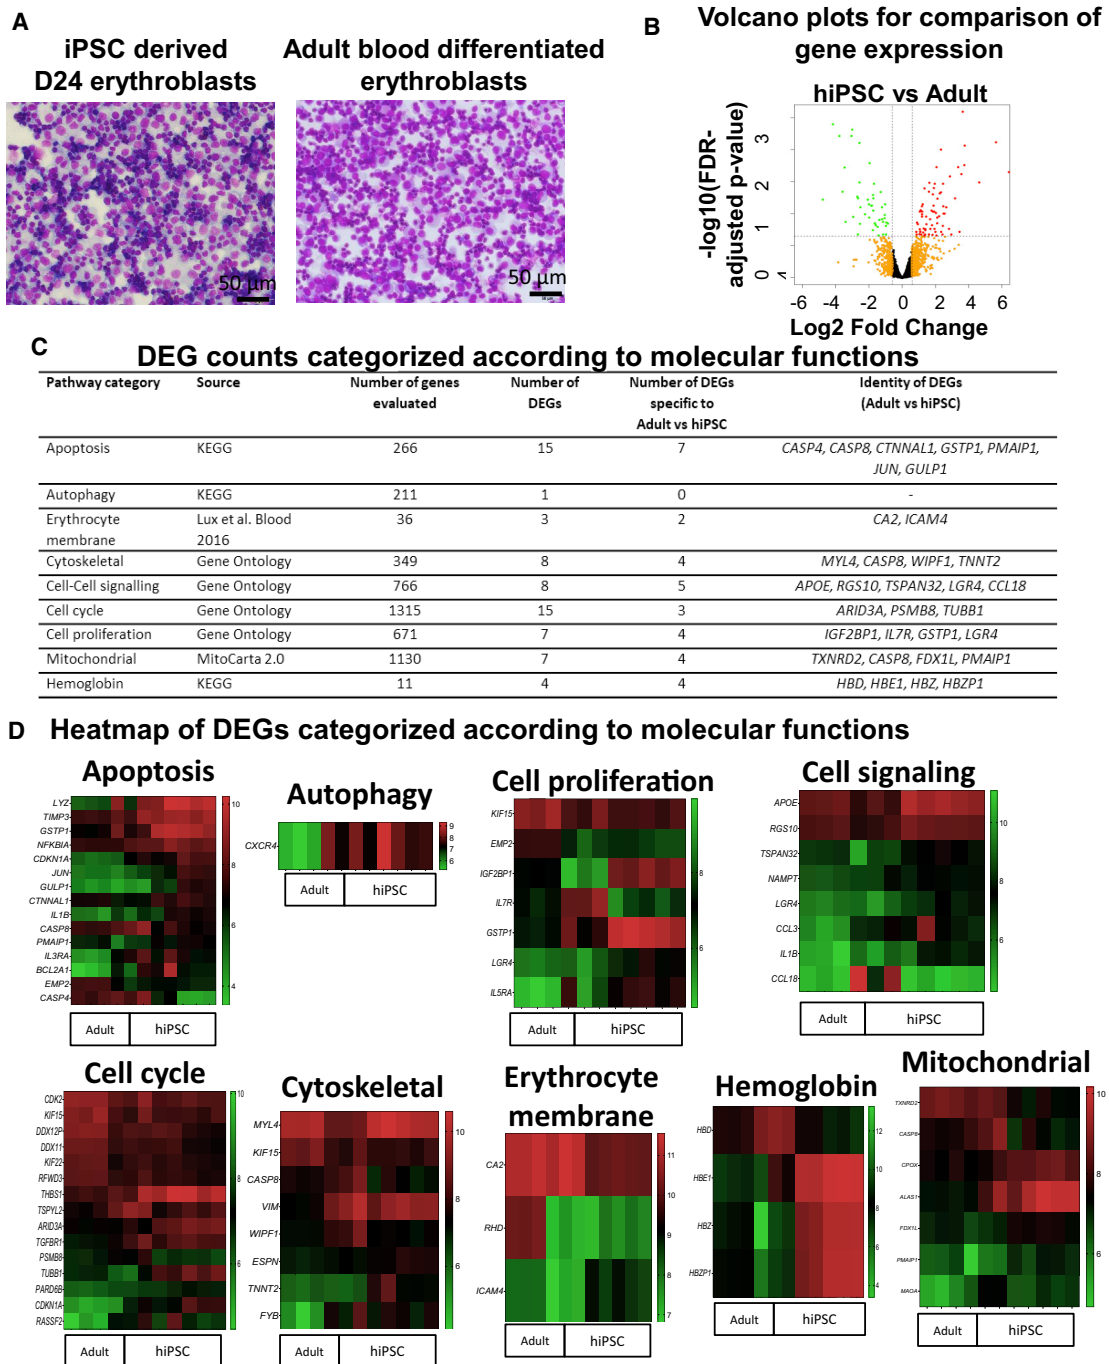 A
iPSC derived
D24 erythroblasts
Adult blood differentiated
erythroblasts
50 µm
50 µm
B
Volcano plots for comparison of
gene expression
hiPSC vs Adult
-log10(FDR-
adjusted p-value)
3
2
1
0
-6 -4 -2 0 2 4 6
Log2 Fold Change
C
DEG counts categorized according to molecular functions
Pathway category Source Number of genes evaluated Number of DEGs Number of DEGs specific to Adult vs hiPSC Identity of DEGs (Adult vs hiPSC)
Apoptosis KEGG 266 15 7 CASP4, CASP8, CTNNAL1, GSTP1, PMAIP1,
JUN, GULP1
Autophagy KEGG 211 1 0 -
Erythrocyte membrane Lux et al. Blood 2016 36 3 2 CA2, ICAM4
Cytoskeletal Gene Ontology 349 8 4 MYL4, CASP8, WIPF1, TNNT2
Cell-Cell signalling Gene Ontology 766 8 5 APOE, RGS10, TSPAN32, LGR4, CCL18
Cell cycle Gene Ontology 1315 15 3 ARID3A, PSMB8, TUBB1
Cell proliferation Gene Ontology 671 7 4 IGF2BP1, IL7R, GSTP1, LGR4
Mitochondrial MitoCarta 2.0 1130 7 4 TXNRD2, CASP8, FDX1L, PMAIP1
Hemoglobin KEGG 11 4 4 HBD, HBE1, HBZ, HBZP1
D
Heatmap of DEGs categorized according to molecular functions
Apoptosis
LYZ
TIMP3
GSTP1
NFKBIA
CDKN1A
JUN
GULP1
CTNNAL1
IL1B
CASP8
PMAIP1
IL3RA
BCL2A1
EMP2
CASP4
10
8
6
4
Adult hiPSC
Autophagy
CXCR4
9
8
7
6
Adult hiPSC
Cell proliferation
KIF15
EMP2
IGF2BP1
IL7R
GSTP1
LGR4
IL5RA
8
6
Adult hiPSC
Cell signaling
APOE
RGS10
TSPAN32
NAMPT
LGR4
CCL3
IL1B
CCL18
10
8
6
Adult hiPSC
Cell cycle
CDK2
KIF15
DDX12P
DDX11
KIF22
RFWD3
THBS1
TSPYL2
ARID3A
TGFBR1
PSMB8
TUBB1
PARD6B
CDKN1A
RASSF2
10
8
6
Adult hiPSC
Cytoskeletal
MYL4
KIF15
CASP8
VIM
WIPF1
ESPN
TNNT2
FYB
10
8
6
Adult hiPSC
Erythrocyte
membrane
CA2
RHD
ICAM4
11
10
9
8
7
Adult hiPSC
Hemoglobin
HBD
HBE1
HBZ
HBZP1
12
10
8
6
4
Adult hiPSC
Mitochondrial
TXNRD2
CASP8
CPOX
ALAS1
FDX1L
PMAIP1
MAOA
10
8
6
Adult hiPSC